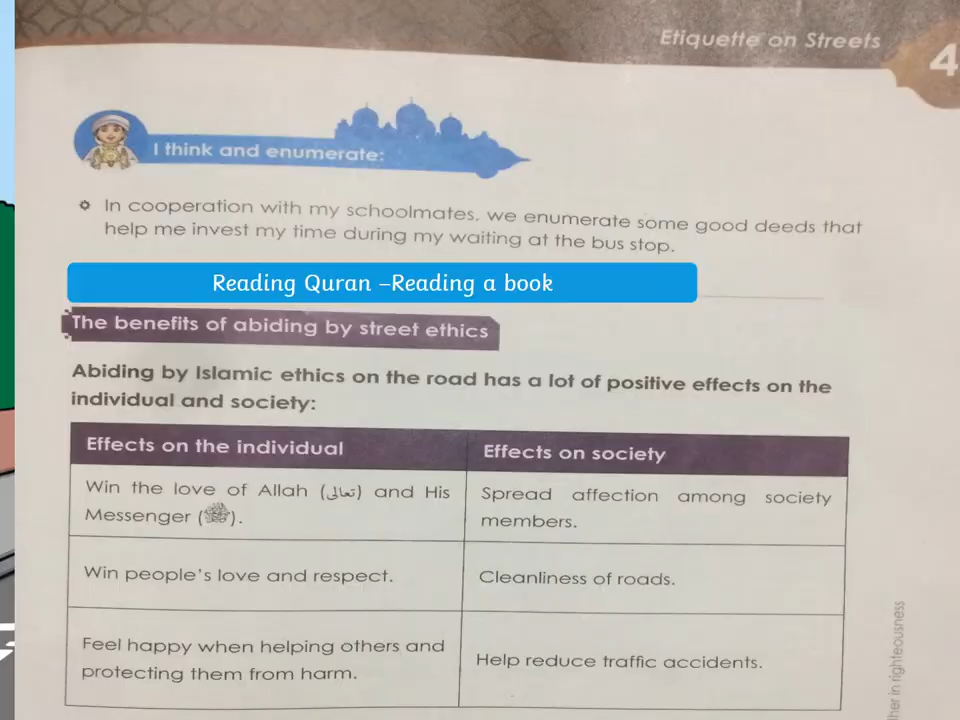 Etiquette on Streets
4
I think and enumerate:
In cooperation with my schoolmates, we enumerate some good deeds that
help me invest my time during my waiting at the bus stop.
Reading Quran –Reading a book
The benefits of abiding by street ethics
Abiding by Islamic ethics on the road has a lot of positive effects on the
individual and society:
Effects on the individual
Effects on society
Win the love of Allah (تعالى) and His
Messenger (ﷺ).
Spread affection among society
members.
Win people's love and respect.
Cleanliness of roads.
Feel happy when helping others and
protecting them from harm.
Help reduce traffic accidents.
in righteousness